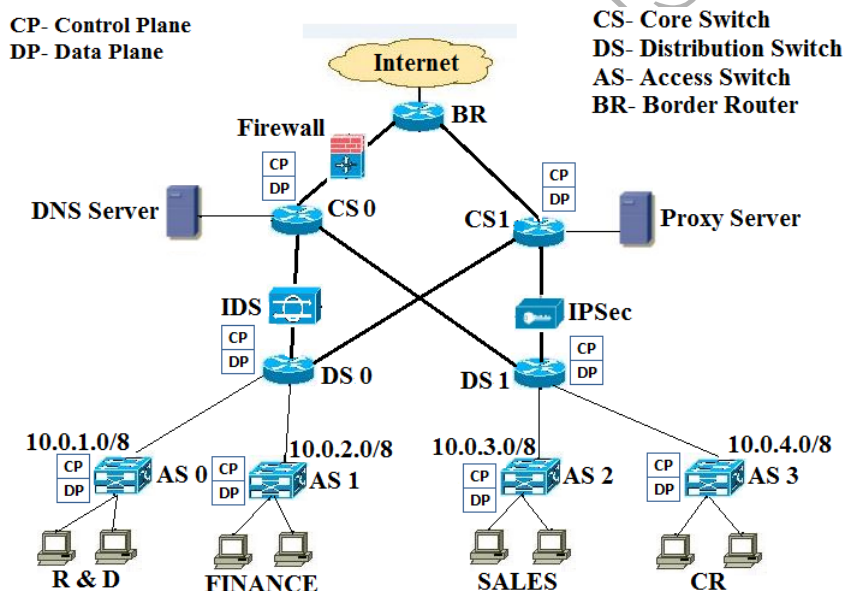 CP- Control Plane
DP- Data Plane
CS- Core Switch
DS- Distribution Switch
AS- Access Switch
BR- Border Router
Internet
BR
Firewall
CP
DP
CP
DP
DNS Server
CS 0
CS1
Proxy Server
IDS
IPSec
CP
DP
DS 0
DS 1
CP
DP
10.0.1.0/8
10.0.2.0/8
10.0.3.0/8
10.0.4.0/8
CP
DP
AS 0
CP
DP
AS 1
CP
DP
AS 2
CP
DP
AS 3
R & D
FINANCE
SALES
CR